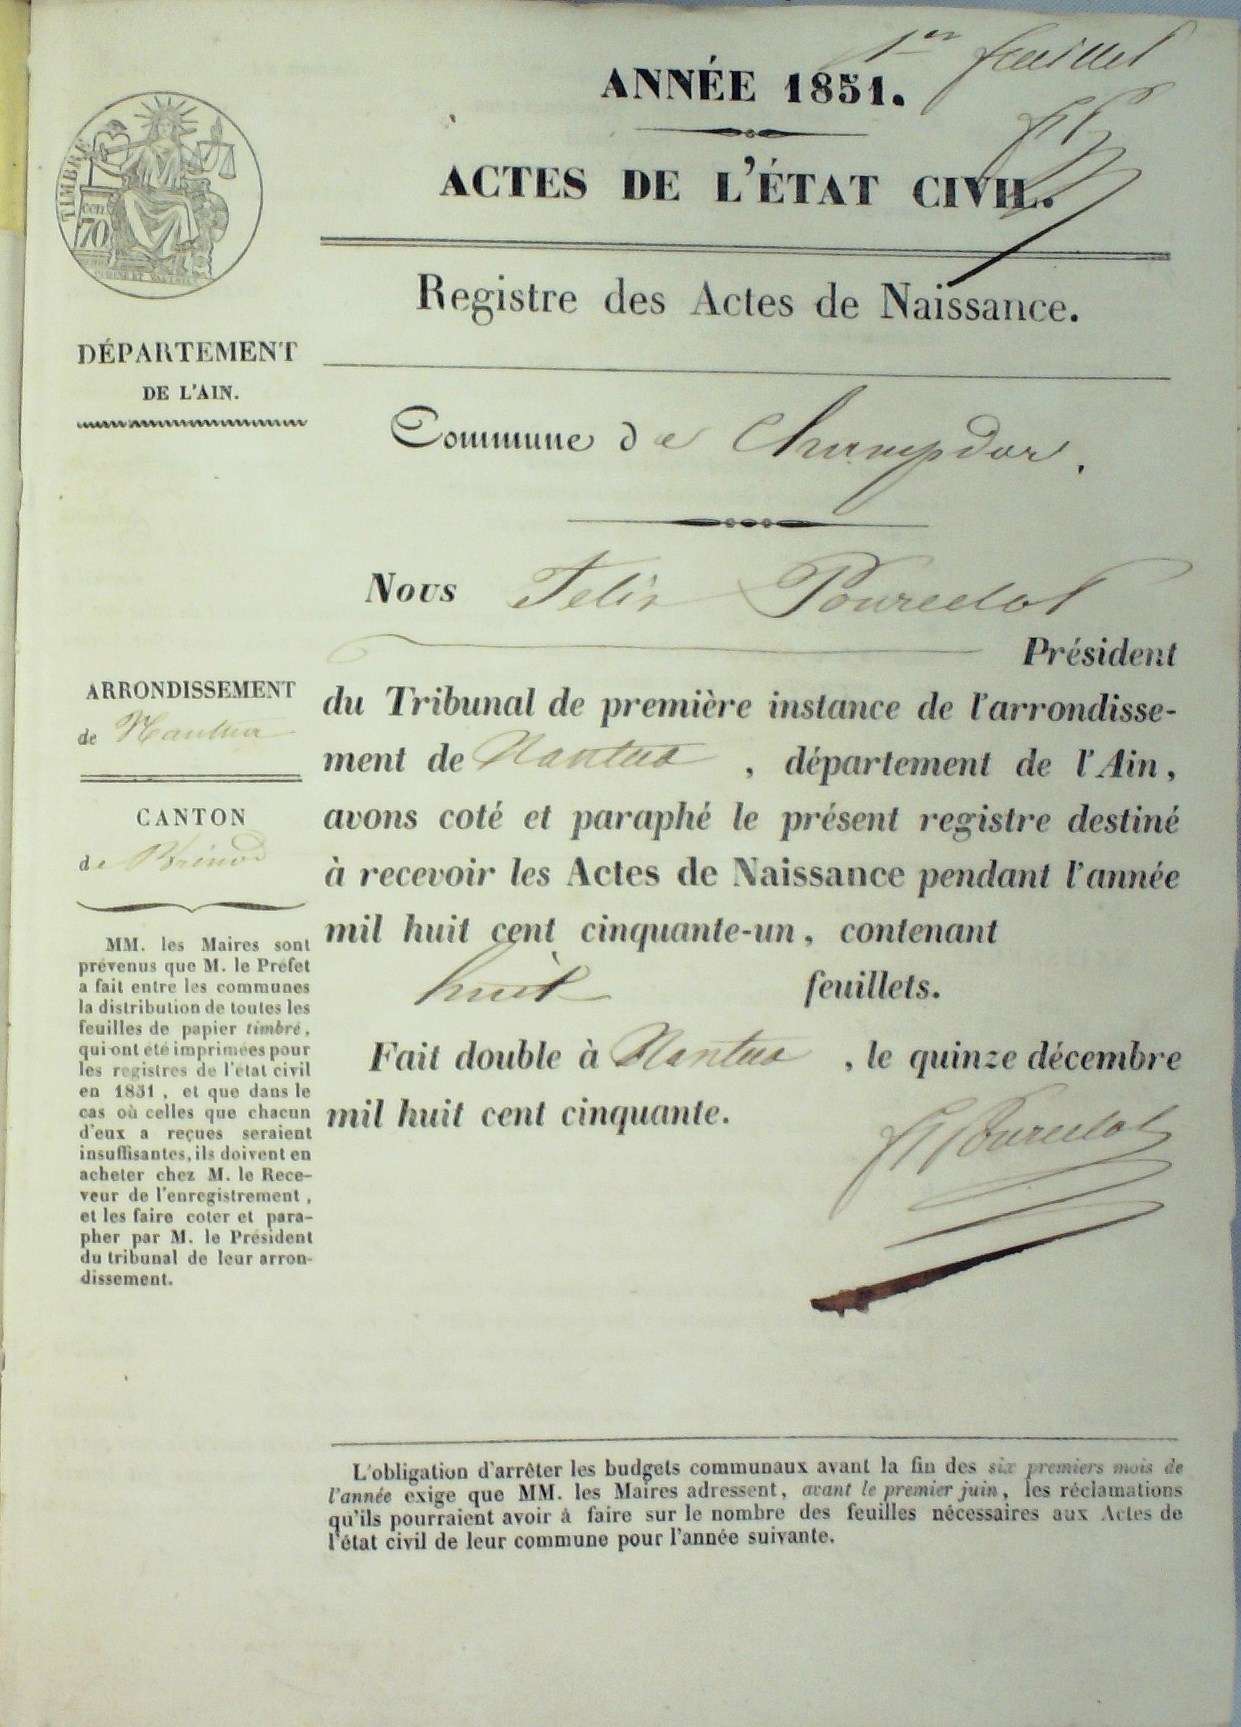 1er feuillet
ANNÉE 1851.
ACTES DE L'ÉTAT CIVIL.
TIMBRE
cen
70
Registre des Actes de Naissance.
DÉPARTEMENT
DE L'AIN.
Commune de Champdor.
Nous Felix Pourcelot
Président
du Tribunal de première instance de l'arrondisse-
ment de Nantua, département de l'Ain,
avons coté et paraphé le présent registre destiné
à recevoir les Actes de Naissance pendant l'année
mil huit cent cinquante-un, contenant
huit feuillets.
Fait double à Nantua, le quinze décembre
mil huit cent cinquante.
F Pourcelot
ARRONDISSEMENT
de Nantua
CANTON
de Brénod
MM. les Maires sont
prévenus que M. le Préfet
a fait entre les communes
la distribution de toutes les
feuilles de papier timbré,
qui ont été imprimées pour
les registres de l'état civil
en 1851, et que dans le
cas où celles que chacun
d'eux a reçues seraient
insuffisantes, ils doivent en
acheter chez M. le Rece-
veur de l'enregistrement,
et les faire coter et para-
pher par M. le Président
du tribunal de leur arron-
dissement.
L'obligation d'arrêter les budgets communaux avant la fin des six premiers mois de
l'année exige que MM. les Maires adressent, avant le premier juin, les réclamations
qu'ils pourraient avoir à faire sur le nombre des feuilles nécessaires aux Actes de
l'état civil de leur commune pour l'année suivante.